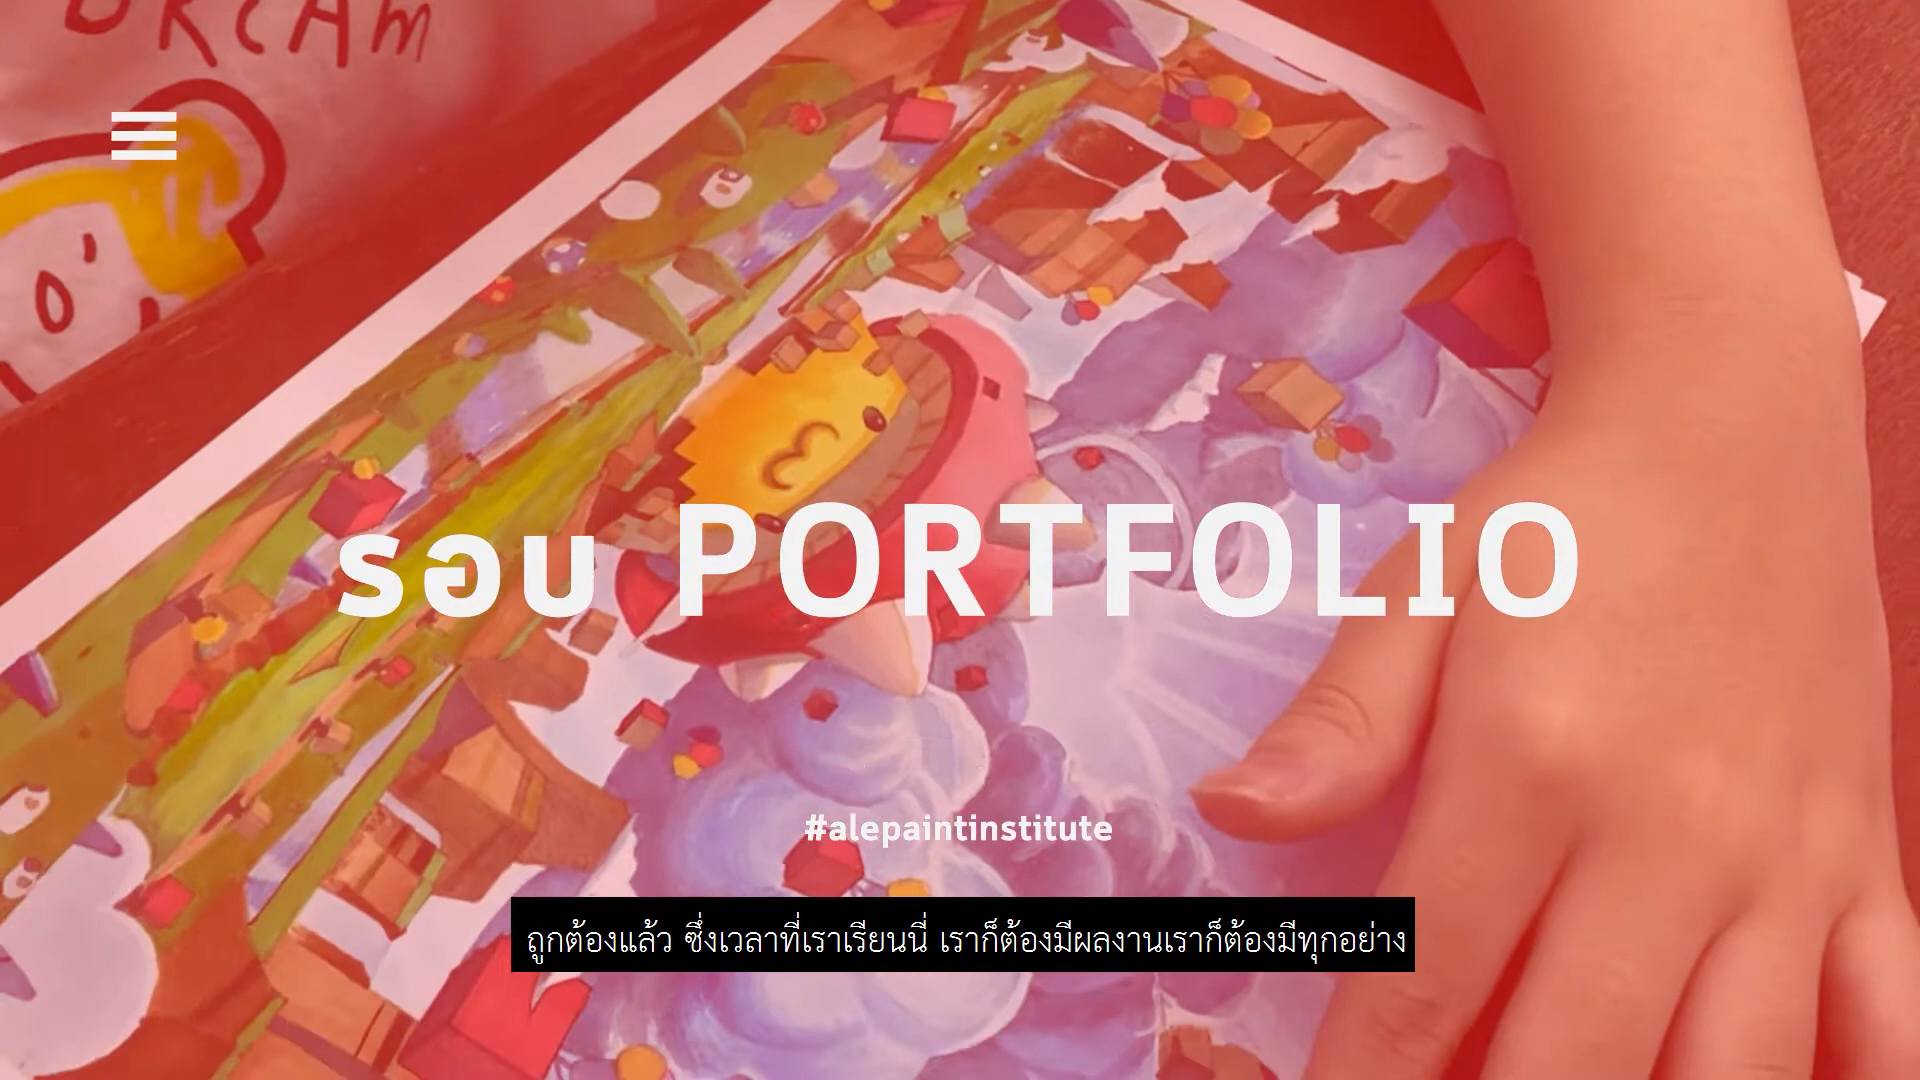 DREAM
รอบ PORTFOLIO
#alepaintinstitute
ถูกต้องแล้ว ซึ่งเวลาที่เราเรียนนี่ เราก็ต้องมีผลงานเราก็ต้องมีทุกอย่าง